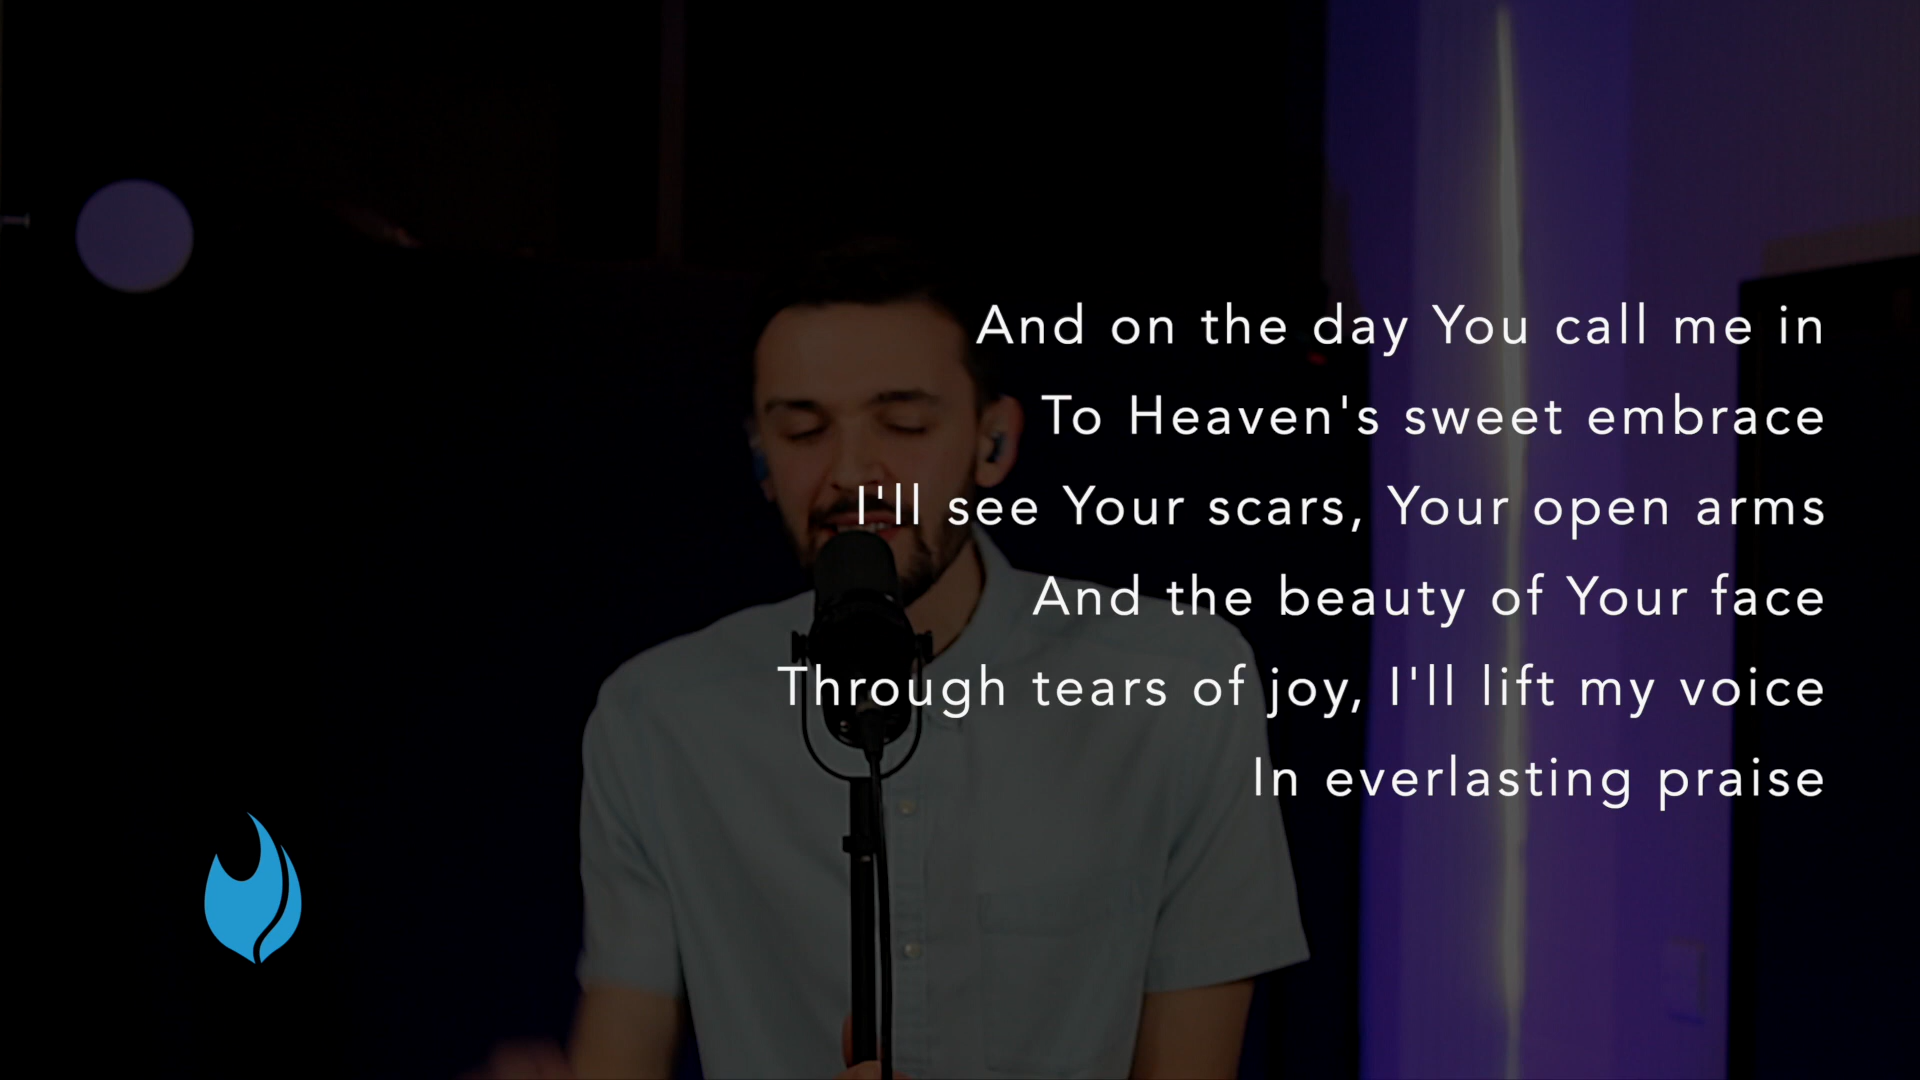 And on the day You call me in
To Heaven's sweet embrace
I'll see Your scars, Your open arms
And the beauty of Your face
Through tears of joy, I'll lift my voice
In everlasting praise